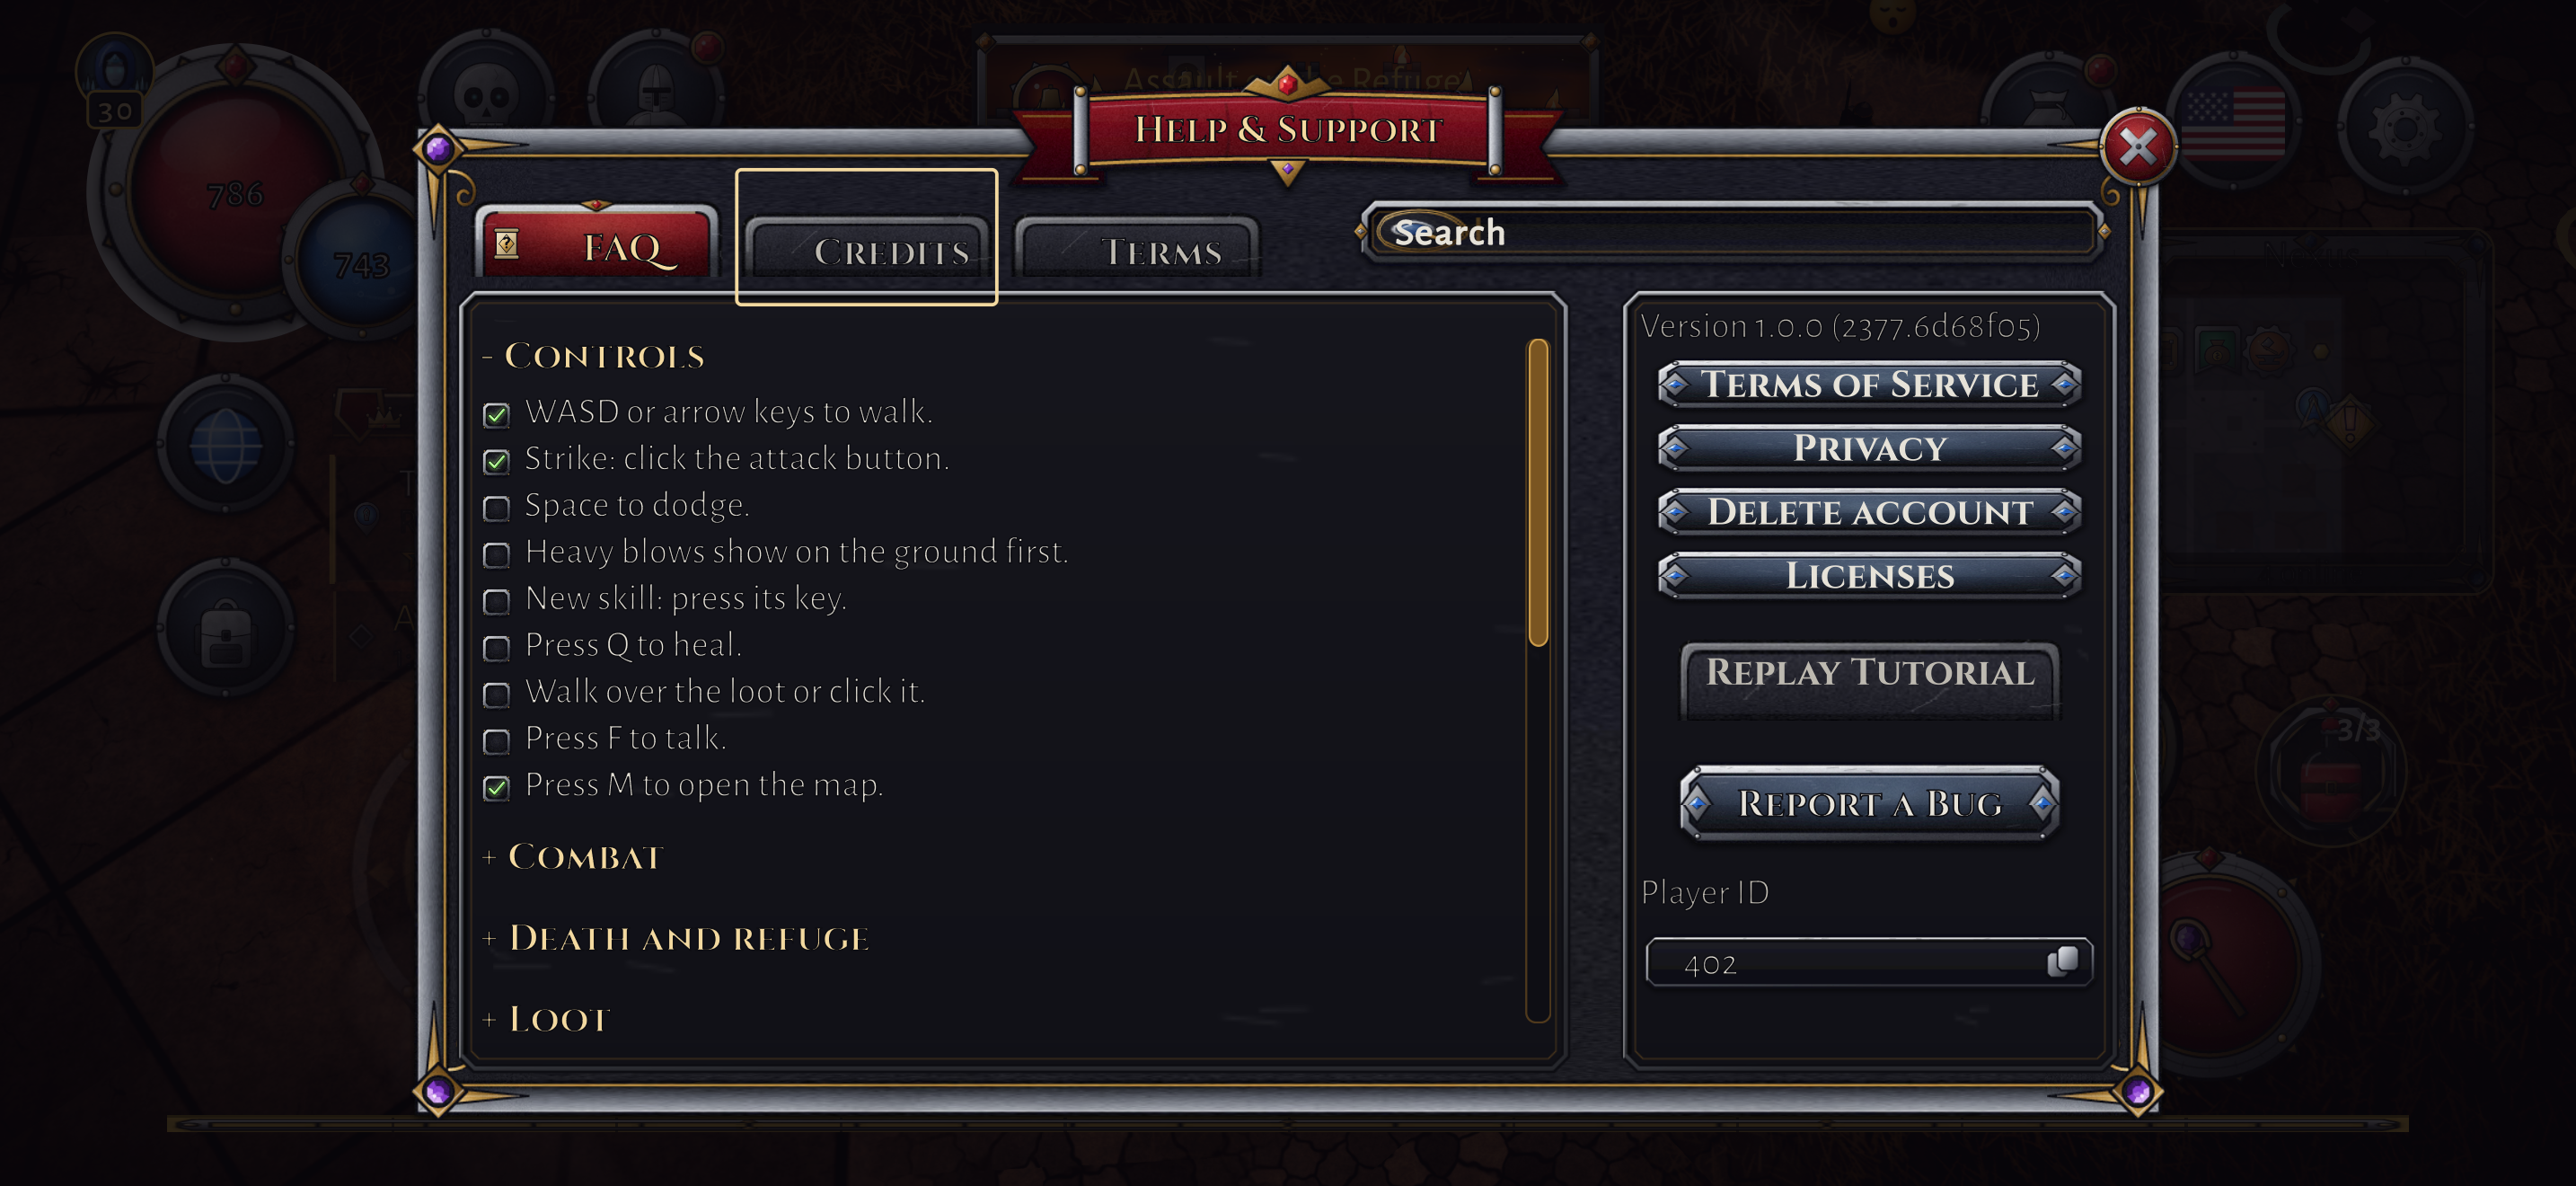 30
Assault on the Refuge
HELP & SUPPORT
786
743
FAQ
CREDITS
TERMS
Search
- CONTROLS
WASD or arrow keys to walk.
Strike: click the attack button.
Space to dodge.
Heavy blows show on the ground first.
New skill: press its key.
Press Q to heal.
Walk over the loot or click it.
Press F to talk.
Press M to open the map.
+ COMBAT
+ DEATH AND REFUGE
+ LOOT
Version 1.0.0 (2377.6d68f05)
TERMS OF SERVICE
PRIVACY
DELETE ACCOUNT
LICENSES
REPLAY TUTORIAL
REPORT A BUG
Player ID
402
3/3